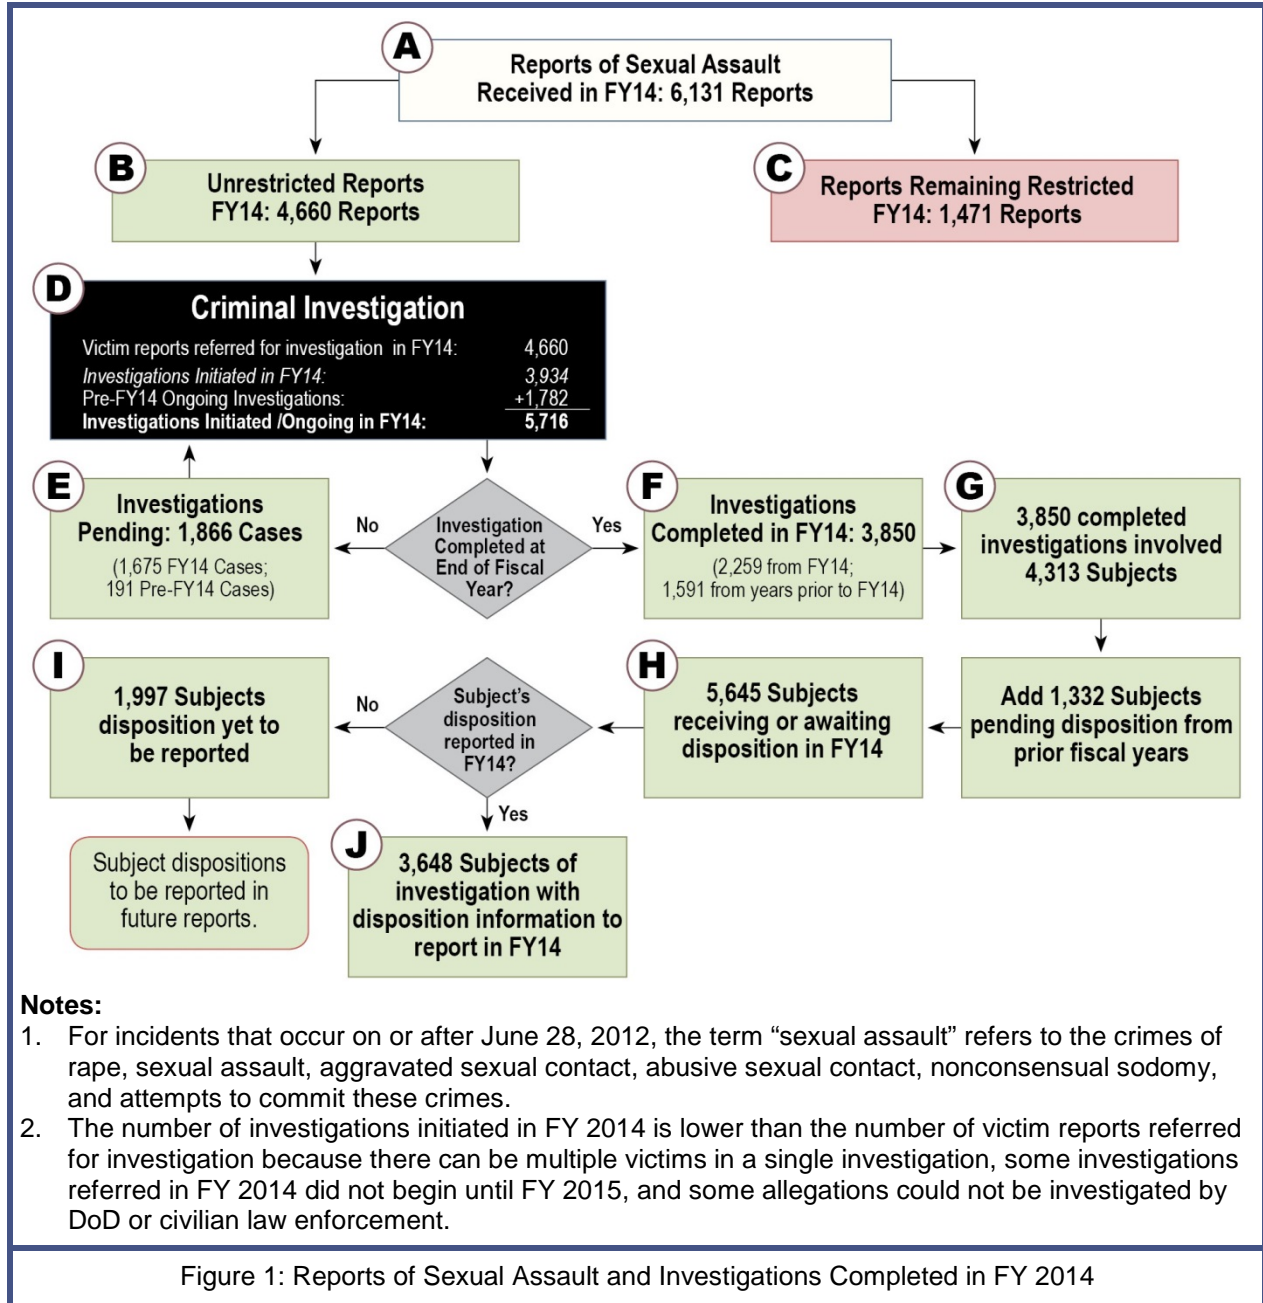 A
Reports of Sexual Assault
Received in FY14: 6,131 Reports
B
Unrestricted Reports
FY14: 4,660 Reports
C
Reports Remaining Restricted
FY14: 1,471 Reports
D
Criminal Investigation
Victim reports referred for investigation in FY14: 4,660
Investigations Initiated in FY14: 3,934
Pre-FY14 Ongoing Investigations: +1,782
Investigations Initiated /Ongoing in FY14: 5,716
E
Investigations
Pending: 1,866 Cases
(1,675 FY14 Cases;
191 Pre-FY14 Cases)
No
Investigation
Completed at
End of Fiscal
Year?
Yes
F
Investigations
Completed in FY14: 3,850
(2,259 from FY14;
1,591 from years prior to FY14)
G
3,850 completed
investigations involved
4,313 Subjects
I
1,997 Subjects
disposition yet to
be reported
No
Subject's
disposition
reported in
FY14?
Yes
H
5,645 Subjects
receiving or awaiting
disposition in FY14
Add 1,332 Subjects
pending disposition from
prior fiscal years
Subject dispositions
to be reported in
future reports.
J
3,648 Subjects of
investigation with
disposition information to
report in FY14
Notes:
1. For incidents that occur on or after June 28, 2012, the term “sexual assault” refers to the crimes of
rape, sexual assault, aggravated sexual contact, abusive sexual contact, nonconsensual sodomy,
and attempts to commit these crimes.
2. The number of investigations initiated in FY 2014 is lower than the number of victim reports referred
for investigation because there can be multiple victims in a single investigation, some investigations
referred in FY 2014 did not begin until FY 2015, and some allegations could not be investigated by
DoD or civilian law enforcement.
Figure 1: Reports of Sexual Assault and Investigations Completed in FY 2014